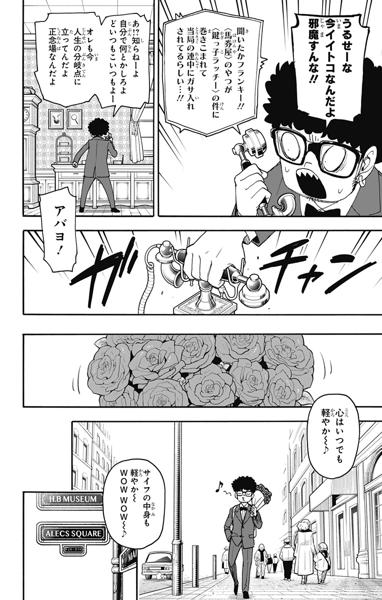 うるせーな
今イイトコなんだよ
邪魔すんな!!
聞いたかフランキー!!
〈馬券屋〉のやつが
〈鍵っ子ラッチー〉の件に
巻きこまれて
当局の連中にガサ入れ
されてるらしい…!!
あ!?知らねーよ
自分で何とかしろよ
どいつもこいつもよー
オレも今
人生の分岐点に
立ってんだよ
正念場なんだよ
アバヨ!
チャン
ガ
心はいつでも
軽やか〜♪
サイフの中身も
軽やか〜
WOW WOW〜♪
H.B MUSEUM
ALECS SQUARE